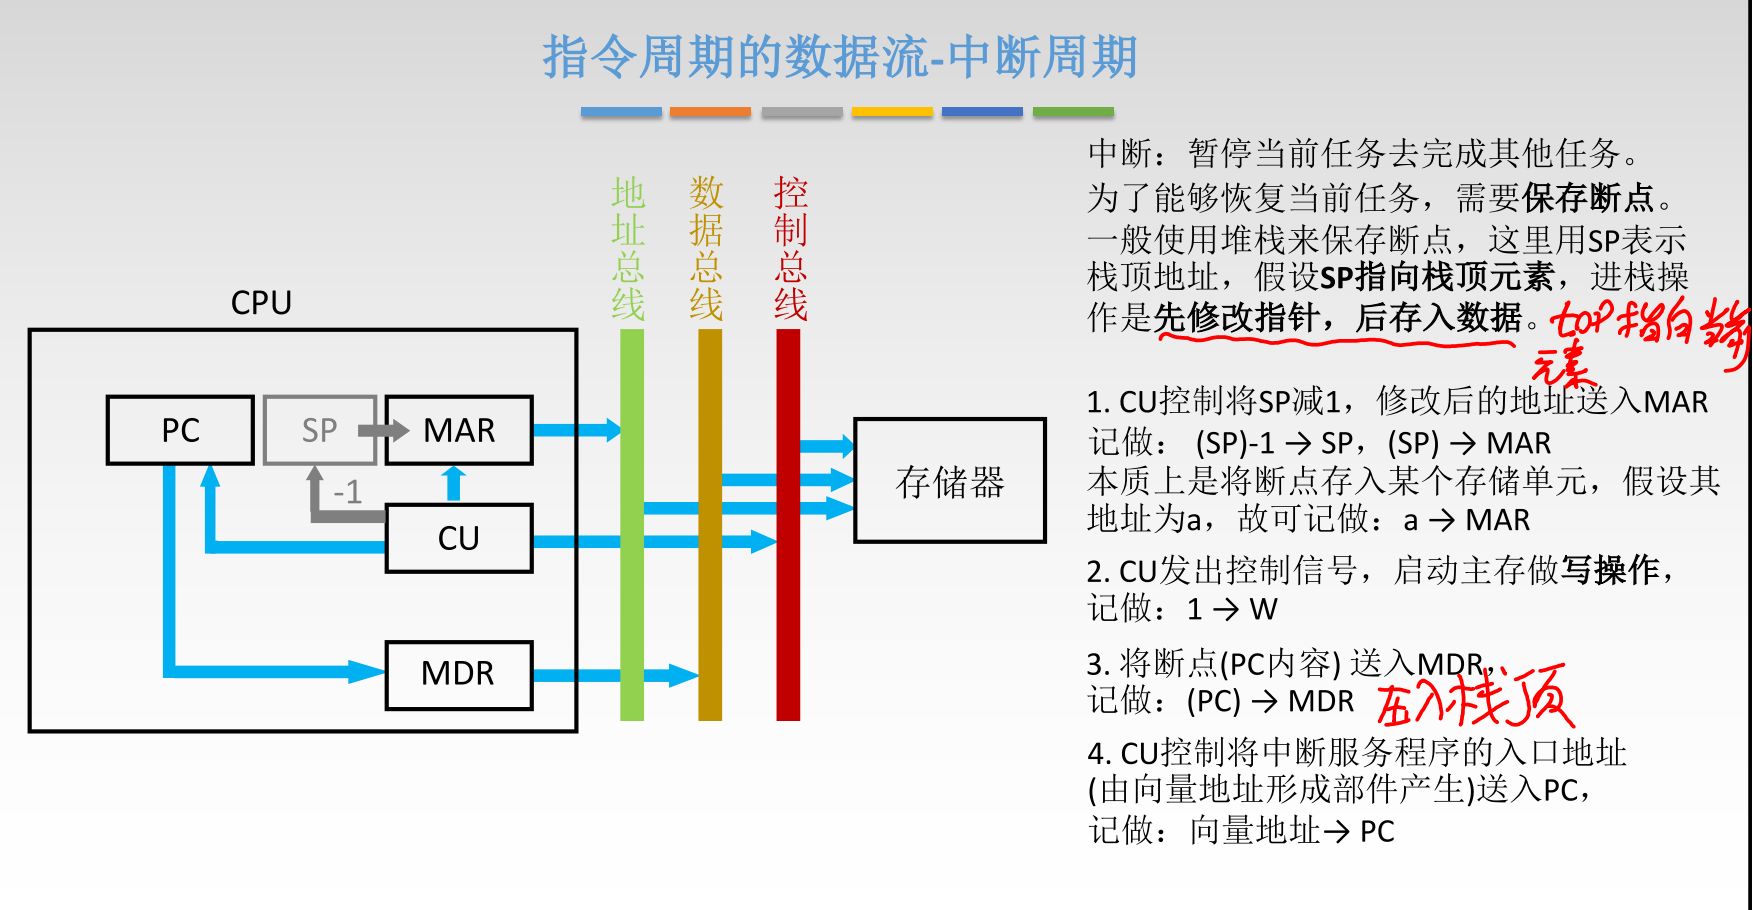 指令周期的数据流-中断周期
地址总线
数据总线
控制总线
CPU
PC
SP
MAR
-1
CU
MDR
存储器
中断：暂停当前任务去完成其他任务。
为了能够恢复当前任务，需要保存断点。
一般使用堆栈来保存断点，这里用SP表示
栈顶地址，假设SP指向栈顶元素，进栈操
作是先修改指针，后存入数据。
top指向当前
元素
1. CU控制将SP减1，修改后的地址送入MAR
记做： (SP)-1 → SP，(SP) → MAR
本质上是将断点存入某个存储单元，假设其
地址为a，故可记做：a → MAR
2. CU发出控制信号，启动主存做写操作，
记做：1 → W
3. 将断点(PC内容) 送入MDR，
记做：(PC) → MDR
压入栈顶
4. CU控制将中断服务程序的入口地址
(由向量地址形成部件产生)送入PC，
记做：向量地址→ PC